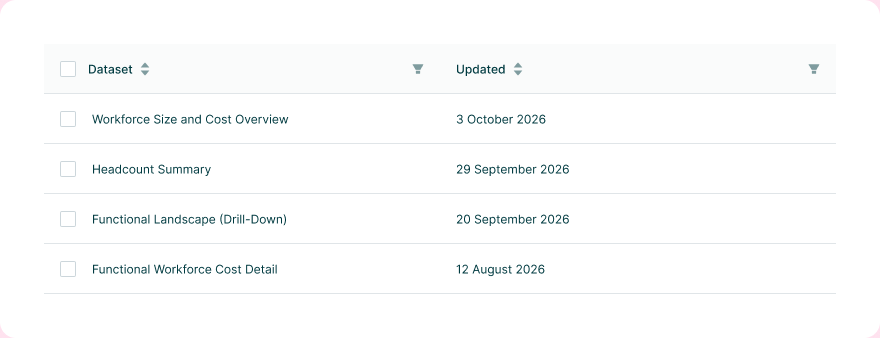 Dataset Updated
Workforce Size and Cost Overview 3 October 2026
Headcount Summary 29 September 2026
Functional Landscape (Drill-Down) 20 September 2026
Functional Workforce Cost Detail 12 August 2026